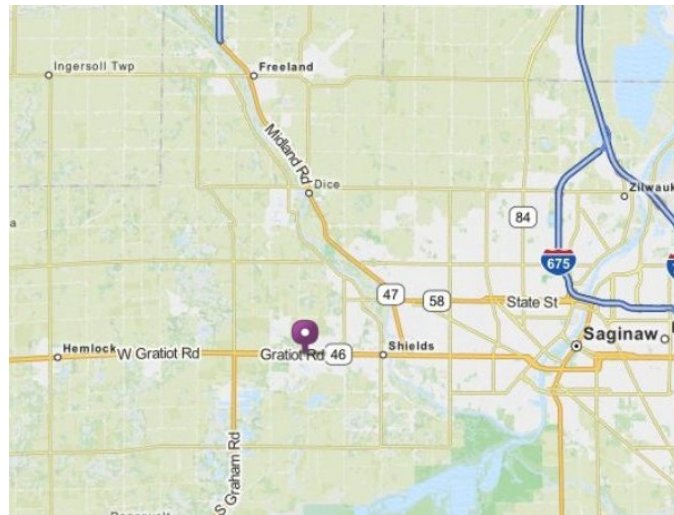 Ingersoll Twp
Freeland
Midland Rd
Dice
Zilwauk
84
a
675
47
58
State St
Saginaw
Hemlock
W Gratiot Rd
Gratiot Rd
46
Shields
S Graham Rd